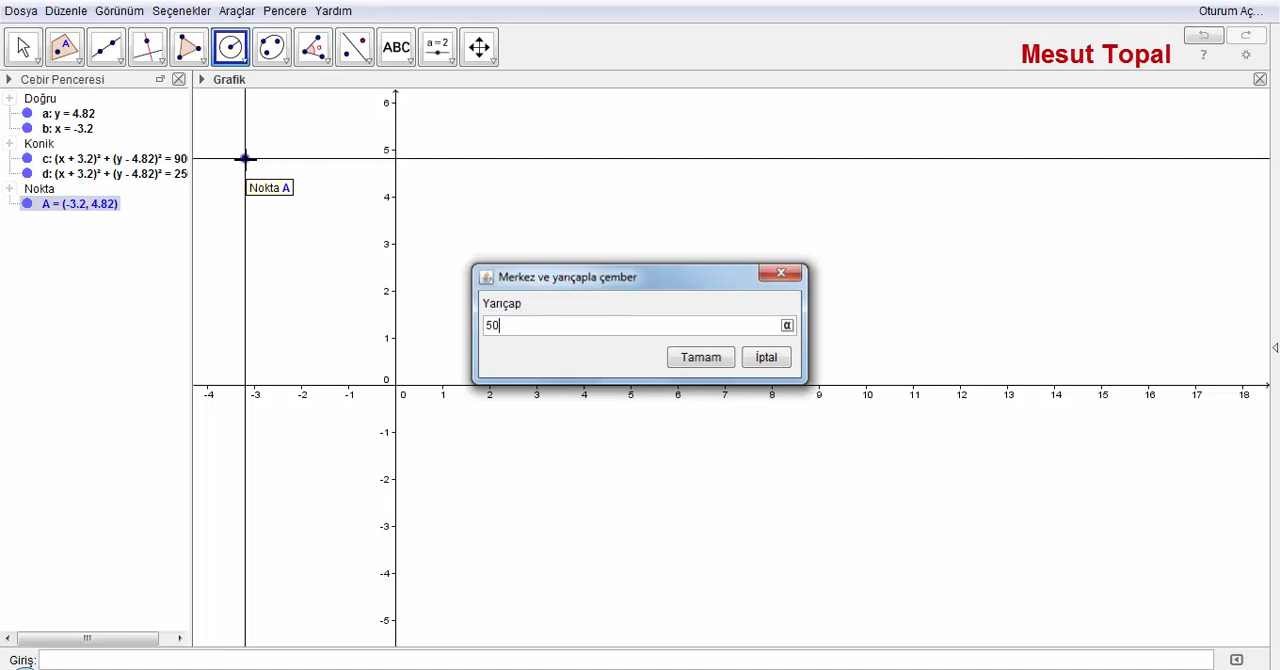 Dosya Düzenle Görünüm Seçenekler Araçlar Pencere Yardım
Oturum Aç...
A
ABC
a=2
Mesut Topal
?
Cebir Penceresi
Grafik
Doğru
a: y = 4.82
b: x = -3.2
Konik
c: (x + 3.2)² + (y - 4.82)² = 90
d: (x + 3.2)² + (y - 4.82)² = 25
Nokta
A = (-3.2, 4.82)
Nokta A
Merkez ve yarıçapla çember
Yarıçap
50
α
Tamam
İptal
6
5
4
3
2
1
0
-4 -3 -2 -1 0 1 2 3 4 5 6 7 8 9 10 11 12 13 14 15 16 17 18
-1
-2
-3
-4
-5
Giriş: